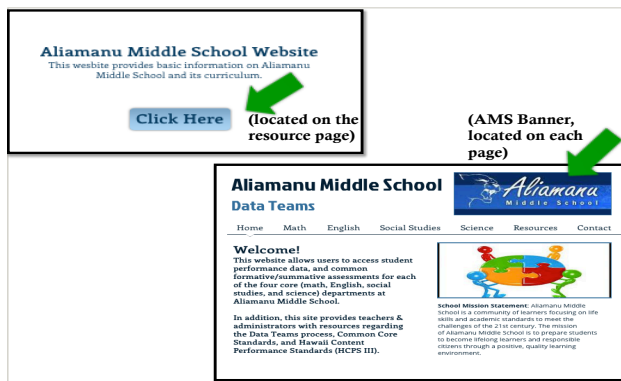 Aliamanu Middle School Website
This wesbite provides basic information on Aliamanu
Middle School and its curriculum.
Click Here
(located on the
resource page)
(AMS Banner,
located on each
page)
Aliamanu Middle School
Data Teams
Aliamanu
Middle School
Home Math English Social Studies Science Resources Contact
Welcome!
This website allows users to access student
performance data, and common
formative/summative assessments for each
of the four core (math, English, social
studies, and science) departments at
Aliamanu Middle School.
In addition, this site provides teachers &
administrators with resources regarding
the Data Teams process, Common Core
Standards, and Hawaii Content
Performance Standards (HCPS III).
School Mission Statement: Aliamanu Middle
School is a community of learners focusing on life
skills and academic standards to meet the
challenges of the 21st century. The mission
of Aliamanu Middle School is to prepare students
to become lifelong learners and responsible
citizens through a positive, quality learning
environment.